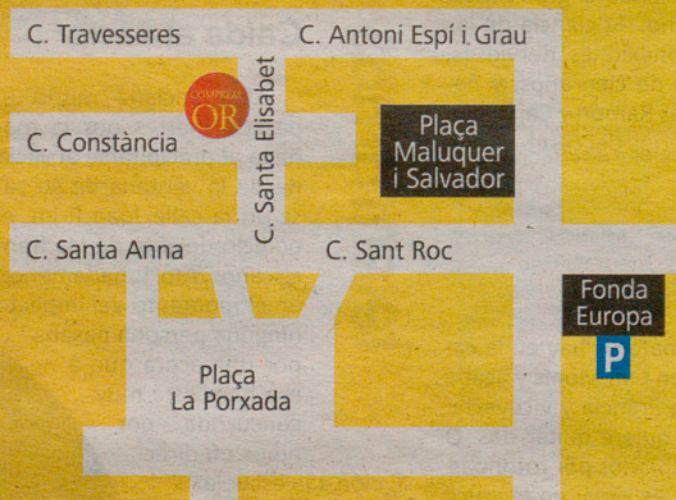 C. Travesseres
C. Antoni Espí i Grau
COMPREM
OR
C. Santa Elisabet
C. Constància
Plaça
Maluquer
i Salvador
C. Santa Anna
C. Sant Roc
Fonda
Europa
P
Plaça
La Porxada